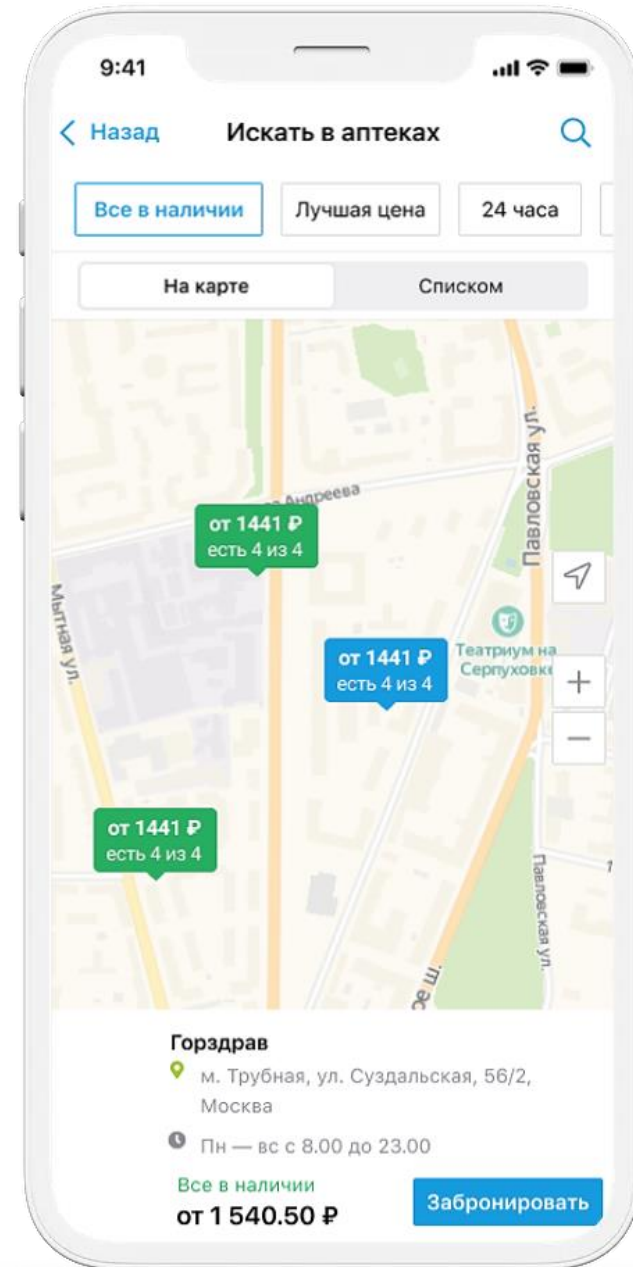 9:41
Назад
Искать в аптеках
Все в наличии
Лучшая цена
24 часа
На карте
Списком
Павловская ул.
Андреева
от 1441 ₽
есть 4 из 4
Мытная ул.
Театриум на
Серпуховке
от 1441 ₽
есть 4 из 4
+
−
от 1441 ₽
есть 4 из 4
Павловская ул.
ш.
Горздрав
м. Трубная, ул. Суздальская, 56/2,
Москва
Пн — вс с 8.00 до 23.00
Все в наличии
от 1 540.50 ₽
Забронировать